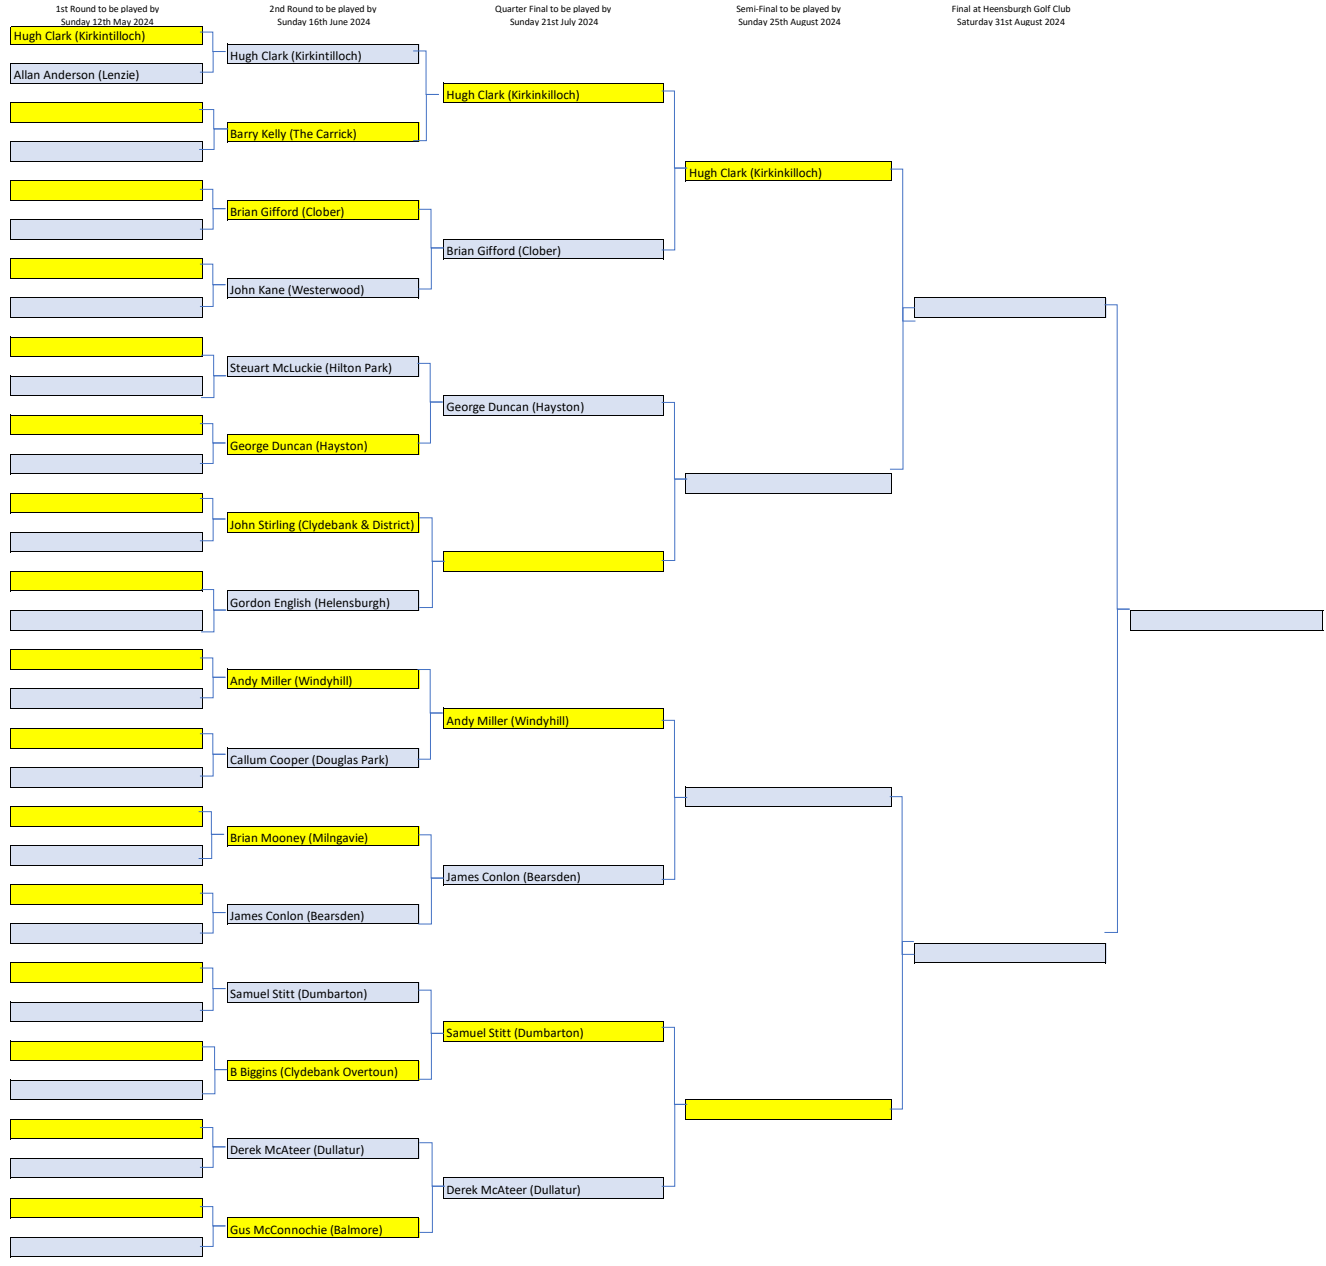 1st Round to be played by
Sunday 12th May 2024
2nd Round to be played by
Sunday 16th June 2024
Quarter Final to be played by
Sunday 21st July 2024
Semi-Final to be played by
Sunday 25th August 2024
Final at Heensburgh Golf Club
Saturday 31st August 2024
Hugh Clark (Kirkintilloch)
Allan Anderson (Lenzie)
Hugh Clark (Kirkintilloch)
Barry Kelly (The Carrick)
Brian Gifford (Clober)
John Kane (Westerwood)
Steuart McLuckie (Hilton Park)
George Duncan (Hayston)
John Stirling (Clydebank & District)
Gordon English (Helensburgh)
Andy Miller (Windyhill)
Callum Cooper (Douglas Park)
Brian Mooney (Milngavie)
James Conlon (Bearsden)
Samuel Stitt (Dumbarton)
B Biggins (Clydebank Overtoun)
Derek McAteer (Dullatur)
Gus McConnochie (Balmore)
Hugh Clark (Kirkinkilloch)
Brian Gifford (Clober)
George Duncan (Hayston)
Andy Miller (Windyhill)
James Conlon (Bearsden)
Samuel Stitt (Dumbarton)
Derek McAteer (Dullatur)
Hugh Clark (Kirkinkilloch)